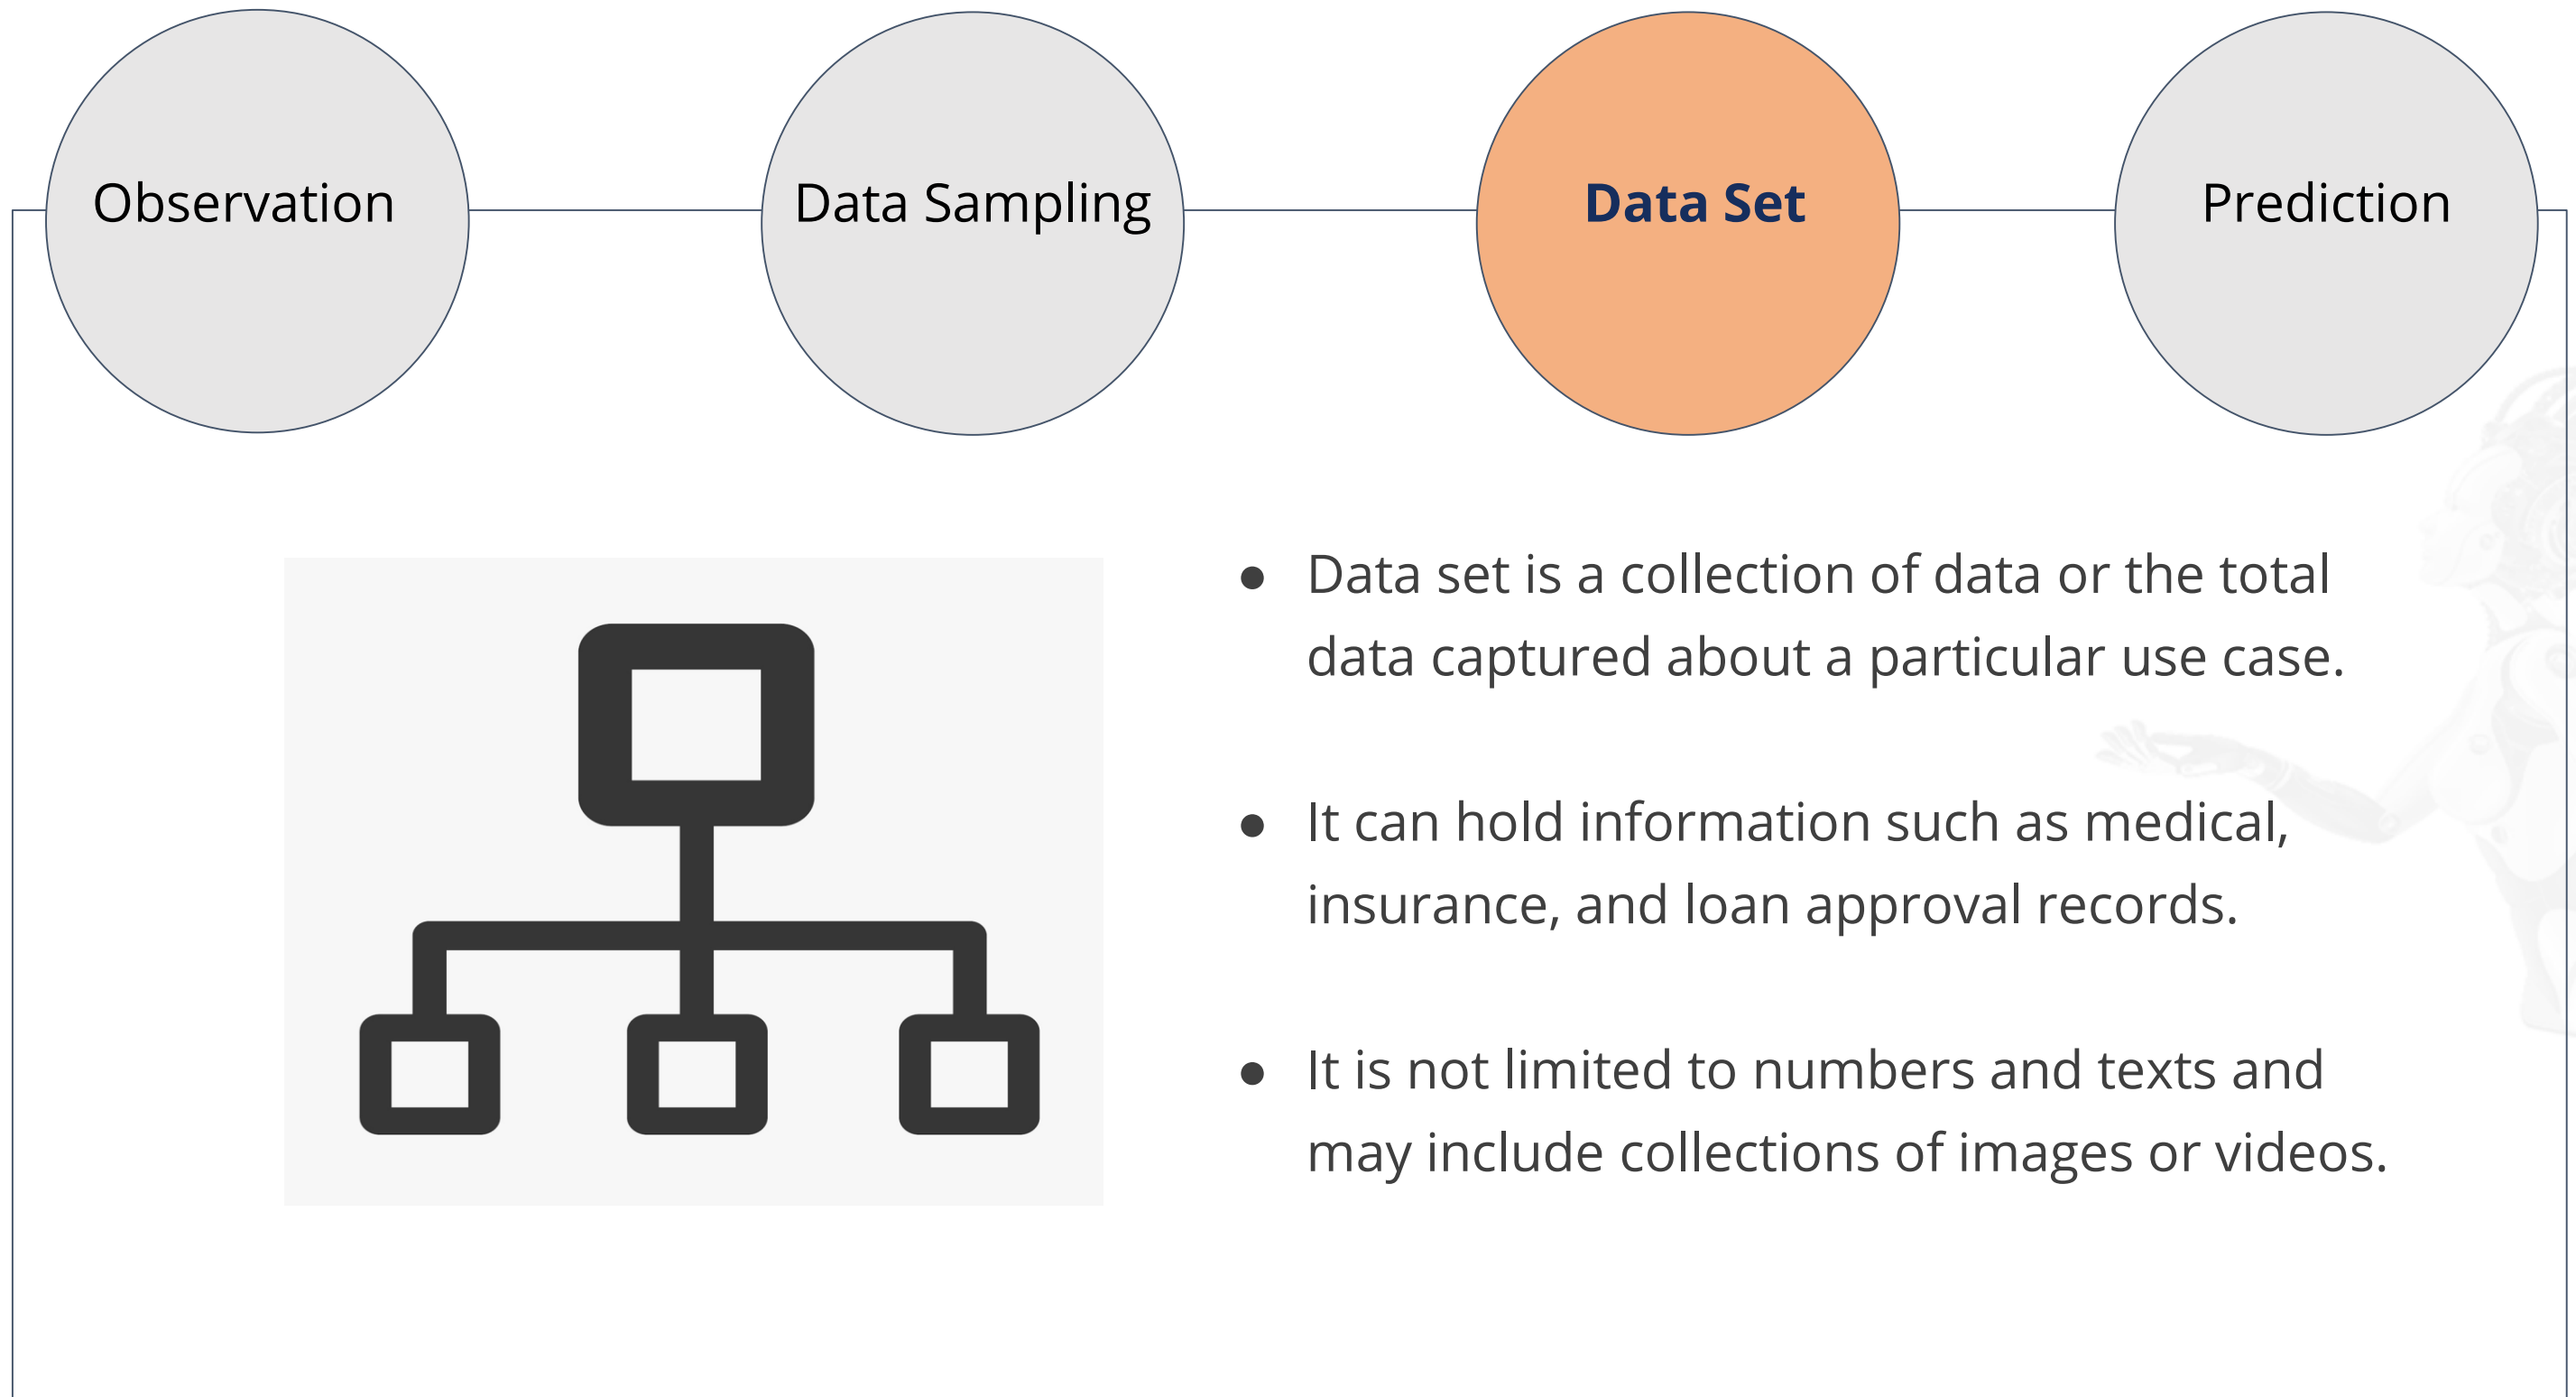 Observation
Data Sampling
Data Set
Prediction
● Data set is a collection of data or the total
data captured about a particular use case.
● It can hold information such as medical,
insurance, and loan approval records.
● It is not limited to numbers and texts and
may include collections of images or videos.